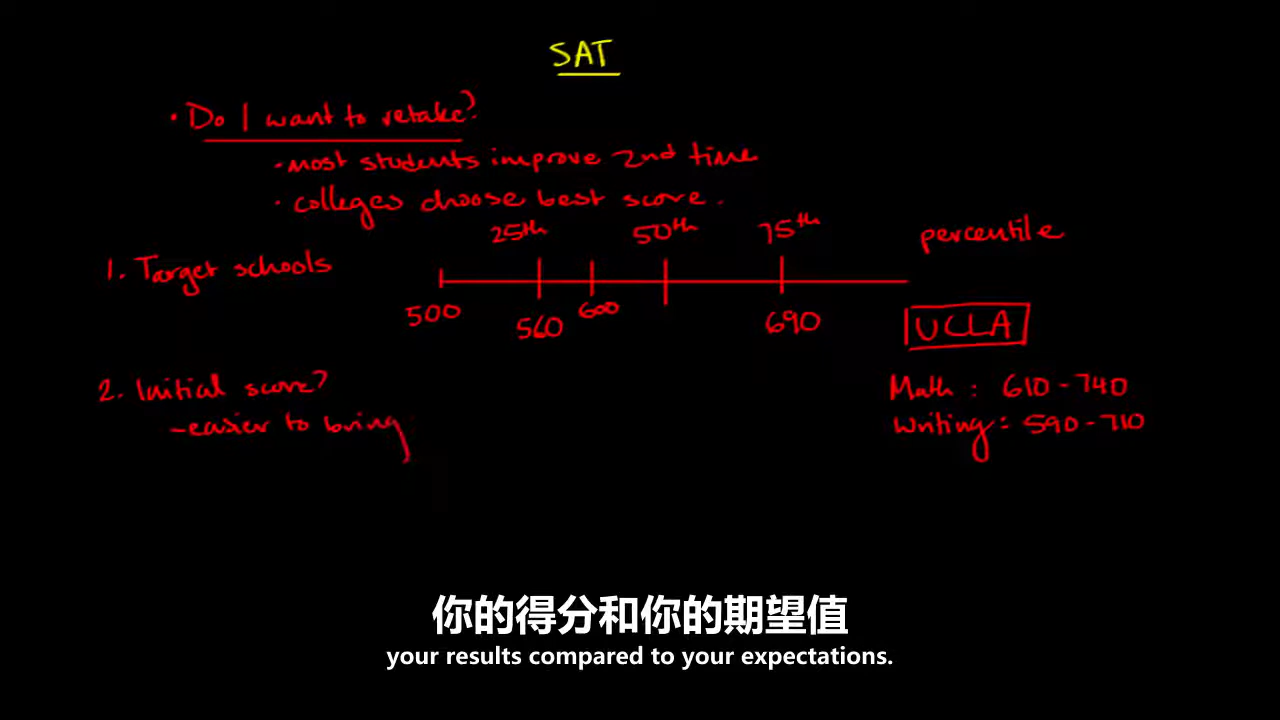 SAT
• Do I want to retake?
• most students improve 2nd time
• colleges choose best score.
25th 50th 75th percentile
1. Target schools
500 560 600 690 UCLA
2. Initial score?
- easier to bring
Math : 610 - 740
Writing: 590 - 710
你的得分和你的期望值
your results compared to your expectations.